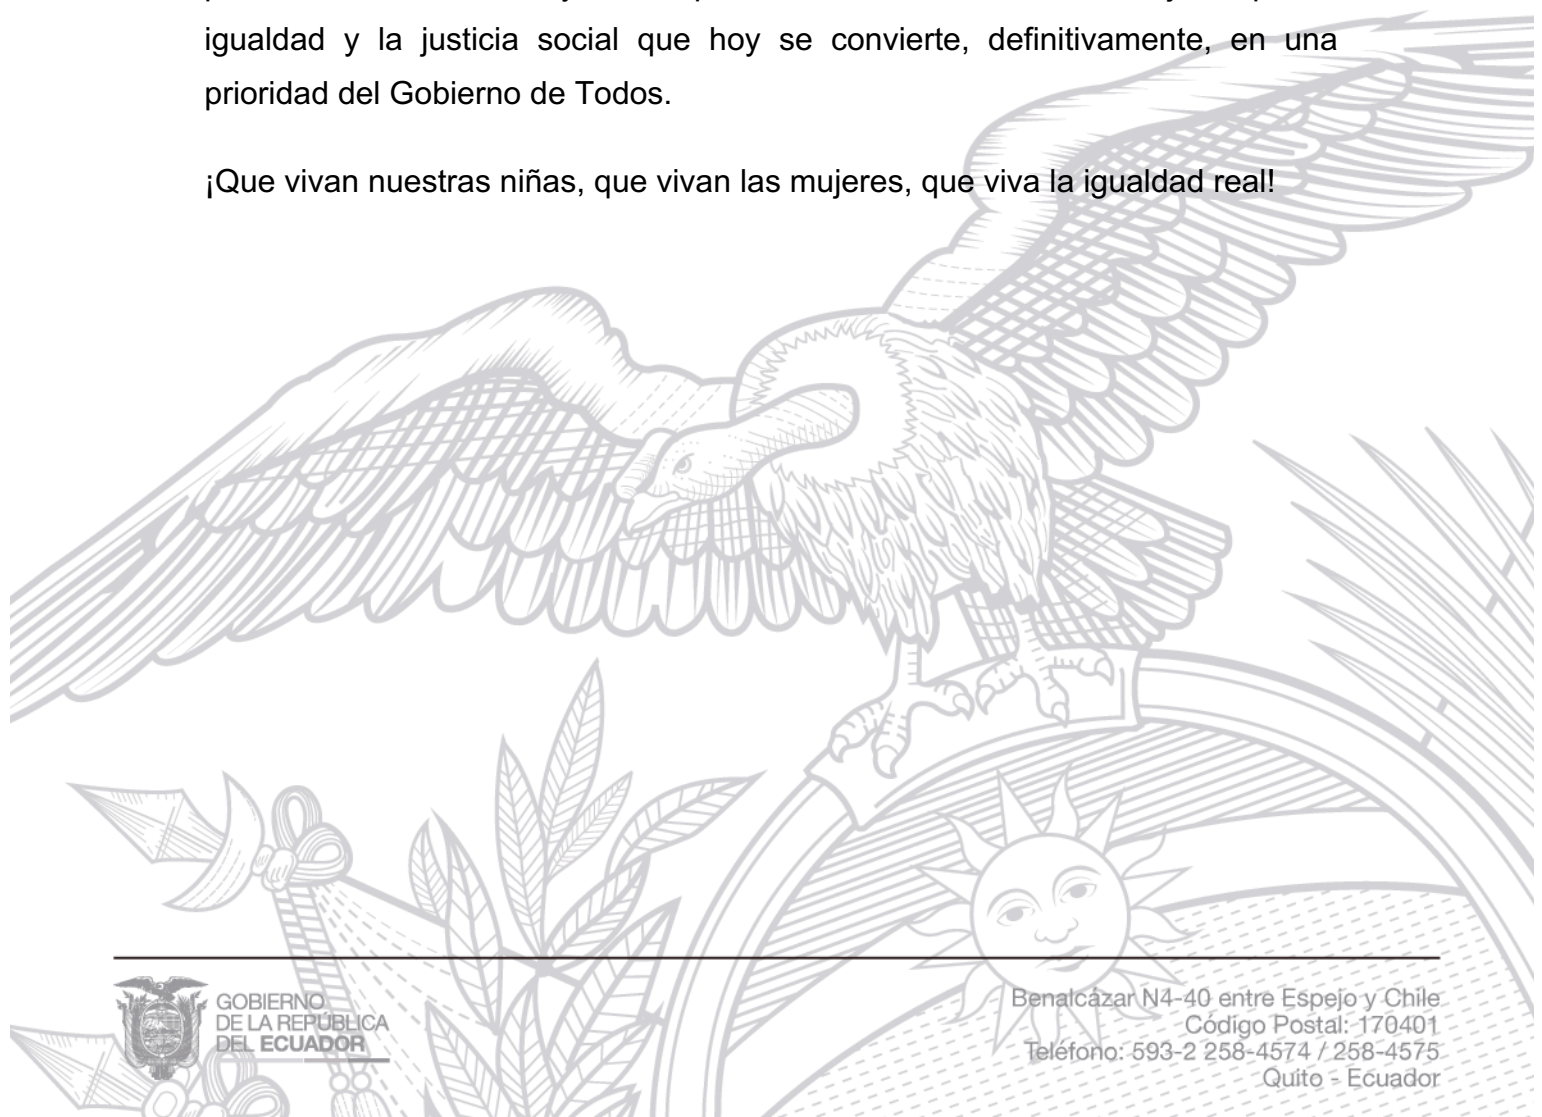 igualdad y la justicia social que hoy se convierte, definitivamente, en una
prioridad del Gobierno de Todos.
¡Que vivan nuestras niñas, que vivan las mujeres, que viva la igualdad real!
GOBIERNO
DE LA REPÚBLICA
DEL ECUADOR
Benalcázar N4-40 entre Espejo y Chile
Código Postal: 170401
Teléfono: 593-2 258-4574 / 258-4575
Quito - Ecuador